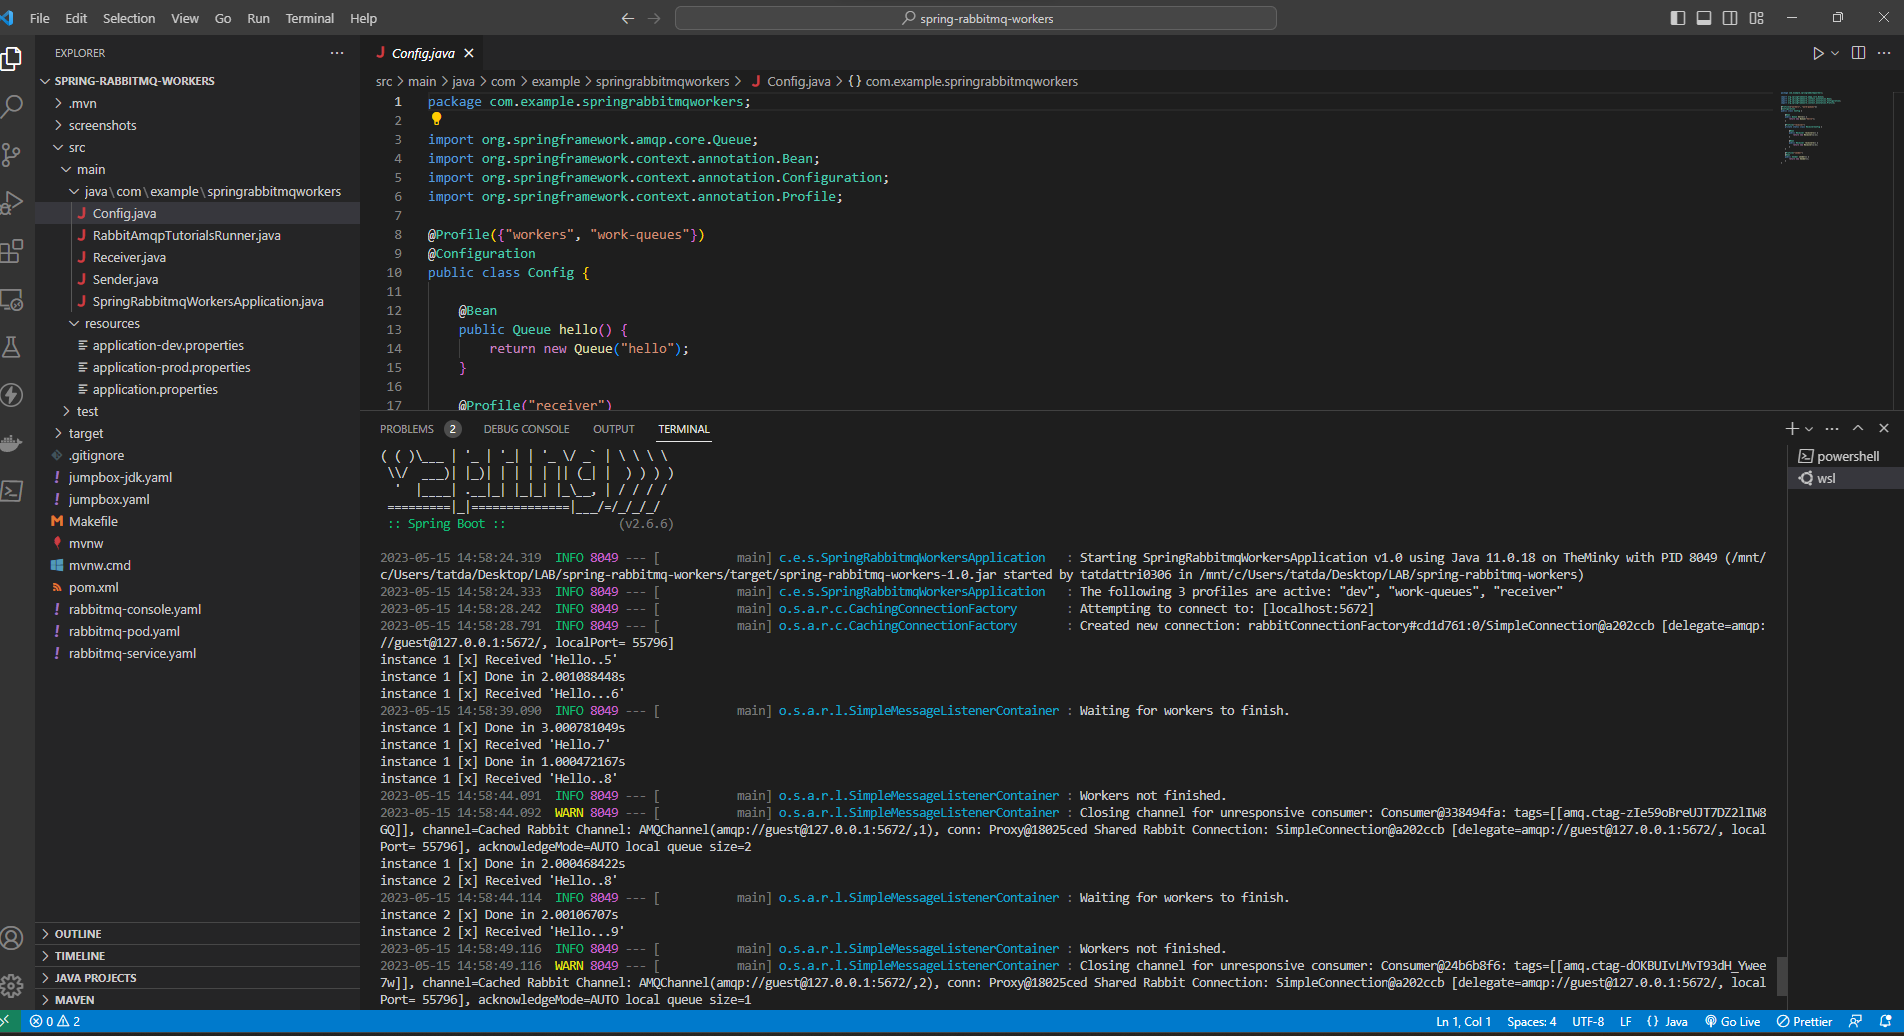 File Edit Selection View Go Run Terminal Help
spring-rabbitmq-workers
EXPLORER
SPRING-RABBITMQ-WORKERS
.mvn
screenshots
src
main
java\com\example\springrabbitmqworkers
Config.java
RabbitAmqpTutorialsRunner.java
Receiver.java
Sender.java
SpringRabbitmqWorkersApplication.java
resources
application-dev.properties
application-prod.properties
application.properties
test
target
.gitignore
jumpbox-jdk.yaml
jumpbox.yaml
Makefile
mvnw
mvnw.cmd
pom.xml
rabbitmq-console.yaml
rabbitmq-pod.yaml
rabbitmq-service.yaml
OUTLINE
TIMELINE
JAVA PROJECTS
MAVEN
Config.java
src > main > java > com > example > springrabbitmqworkers > Config.java > {} com.example.springrabbitmqworkers
1 package com.example.springrabbitmqworkers;
2
3 import org.springframework.amqp.core.Queue;
4 import org.springframework.context.annotation.Bean;
5 import org.springframework.context.annotation.Configuration;
6 import org.springframework.context.annotation.Profile;
7
8 @Profile({"workers", "work-queues"})
9 @Configuration
10 public class Config {
11
12 @Bean
13 public Queue hello() {
14 return new Queue("hello");
15 }
16
17 @Profile("receiver")
PROBLEMS 2 DEBUG CONSOLE OUTPUT TERMINAL
powershell
wsl
( ( )\___ | '_ | '_| | '_ \/ _` | \ \ \ \
 \\/  ___)| |_)| | | | | || (_| |  ) ) ) )
  '  |____| .__|_| |_|_| |_\__, | / / / /
 =========|_|==============|___/=/_/_/_/
 :: Spring Boot :: (v2.6.6)
2023-05-15 14:58:24.319 INFO 8049 --- [ main] c.e.s.SpringRabbitmqWorkersApplication : Starting SpringRabbitmqWorkersApplication v1.0 using Java 11.0.18 on TheMinky with PID 8049 (/mnt/
c/Users/tatda/Desktop/LAB/spring-rabbitmq-workers/target/spring-rabbitmq-workers-1.0.jar started by tatdattri0306 in /mnt/c/Users/tatda/Desktop/LAB/spring-rabbitmq-workers)
2023-05-15 14:58:24.333 INFO 8049 --- [ main] c.e.s.SpringRabbitmqWorkersApplication : The following 3 profiles are active: "dev", "work-queues", "receiver"
2023-05-15 14:58:28.242 INFO 8049 --- [ main] o.s.a.r.c.CachingConnectionFactory : Attempting to connect to: [localhost:5672]
2023-05-15 14:58:28.791 INFO 8049 --- [ main] o.s.a.r.c.CachingConnectionFactory : Created new connection: rabbitConnectionFactory#cd1d761:0/SimpleConnection@a202ccb [delegate=amqp:
//guest@127.0.0.1:5672/, localPort= 55796]
instance 1 [x] Received 'Hello..5'
instance 1 [x] Done in 2.001088448s
instance 1 [x] Received 'Hello...6'
2023-05-15 14:58:39.090 INFO 8049 --- [ main] o.s.a.r.l.SimpleMessageListenerContainer : Waiting for workers to finish.
instance 1 [x] Done in 3.000781049s
instance 1 [x] Received 'Hello.7'
instance 1 [x] Done in 1.000472167s
instance 1 [x] Received 'Hello..8'
2023-05-15 14:58:44.091 INFO 8049 --- [ main] o.s.a.r.l.SimpleMessageListenerContainer : Workers not finished.
2023-05-15 14:58:44.092 WARN 8049 --- [ main] o.s.a.r.l.SimpleMessageListenerContainer : Closing channel for unresponsive consumer: Consumer@338494fa: tags=[[amq.ctag-zIe59oBreUJT7DZ2lIW8
GQ]], channel=Cached Rabbit Channel: AMQChannel(amqp://guest@127.0.0.1:5672/,1), conn: Proxy@18025ced Shared Rabbit Connection: SimpleConnection@a202ccb [delegate=amqp://guest@127.0.0.1:5672/, local
Port= 55796], acknowledgeMode=AUTO local queue size=2
instance 1 [x] Done in 2.000468422s
instance 2 [x] Received 'Hello..8'
2023-05-15 14:58:44.114 INFO 8049 --- [ main] o.s.a.r.l.SimpleMessageListenerContainer : Waiting for workers to finish.
instance 2 [x] Done in 2.00106707s
instance 2 [x] Received 'Hello...9'
2023-05-15 14:58:49.116 INFO 8049 --- [ main] o.s.a.r.l.SimpleMessageListenerContainer : Workers not finished.
2023-05-15 14:58:49.116 WARN 8049 --- [ main] o.s.a.r.l.SimpleMessageListenerContainer : Closing channel for unresponsive consumer: Consumer@24b6b8f6: tags=[[amq.ctag-dOKBUIvLMvT93dH_Ywee
7w]], channel=Cached Rabbit Channel: AMQChannel(amqp://guest@127.0.0.1:5672/,2), conn: Proxy@18025ced Shared Rabbit Connection: SimpleConnection@a202ccb [delegate=amqp://guest@127.0.0.1:5672/, local
Port= 55796], acknowledgeMode=AUTO local queue size=1
0 2 Ln 1, Col 1 Spaces: 4 UTF-8 LF {} Java Go Live Prettier